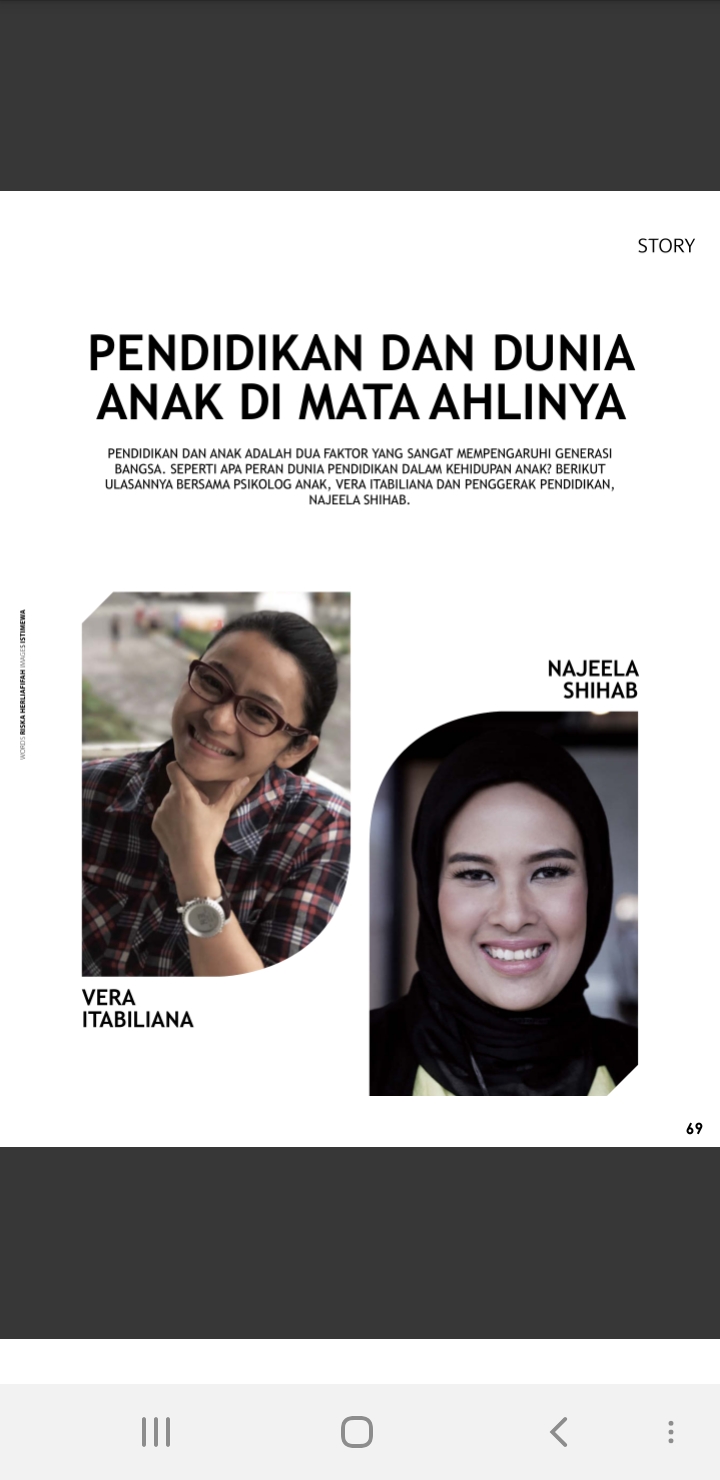 STORY
PENDIDIKAN DAN DUNIA
ANAK DI MATA AHLINYA
PENDIDIKAN DAN ANAK ADALAH DUA FAKTOR YANG SANGAT MEMPENGARUHI GENERASI
BANGSA. SEPERTI APA PERAN DUNIA PENDIDIKAN DALAM KEHIDUPAN ANAK? BERIKUT
ULASANNYA BERSAMA PSIKOLOG ANAK, VERA ITABILIANA DAN PENGGERAK PENDIDIKAN,
NAJEELA SHIHAB.
WORDS RISKA HERLIAFIFAH IMAGES ISTIMEWA
NAJEELA
SHIHAB
VERA
ITABILIANA
69